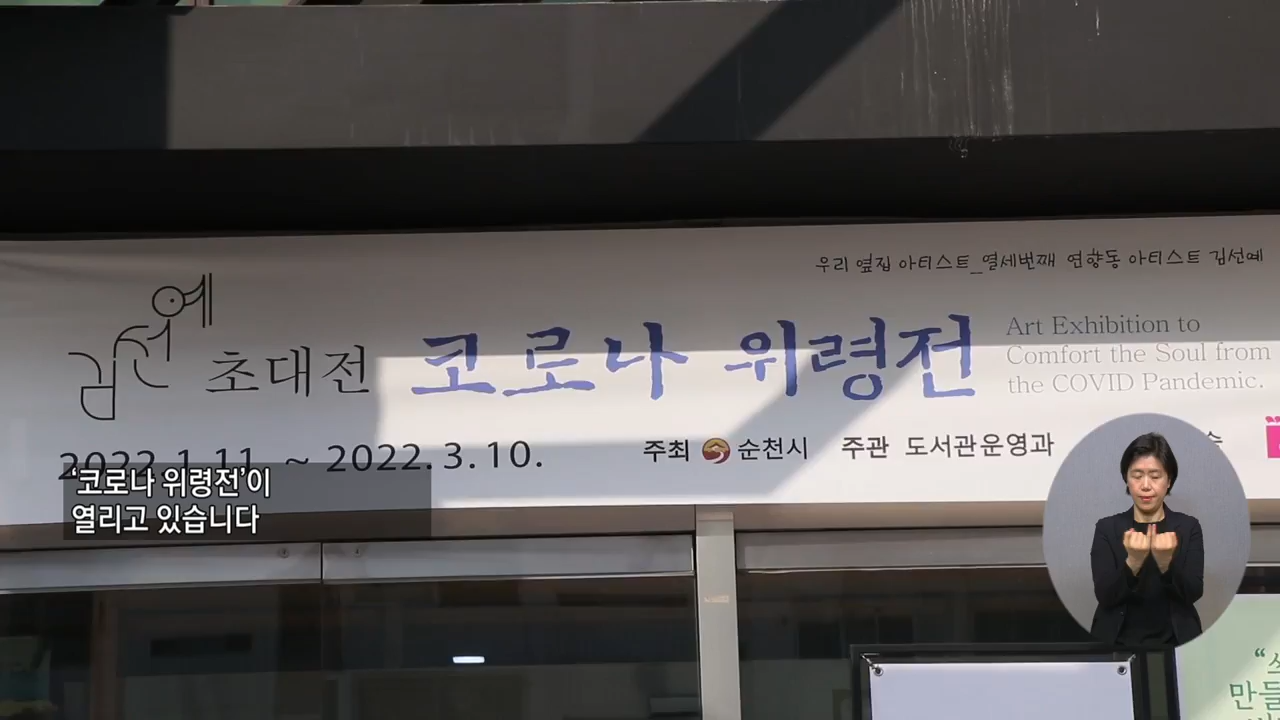 우리 옆집 아티스트_열세번째 연향동 아티스트 김선예
김선예 초대전 코로나 위령전
Art Exhibition to
Comfort the Soul from
the COVID Pandemic.
2022.1.11. ~ 2022.3.10.
주최 순천시 주관 도서관운영과
‘코로나 위령전’이
열리고 있습니다
만들